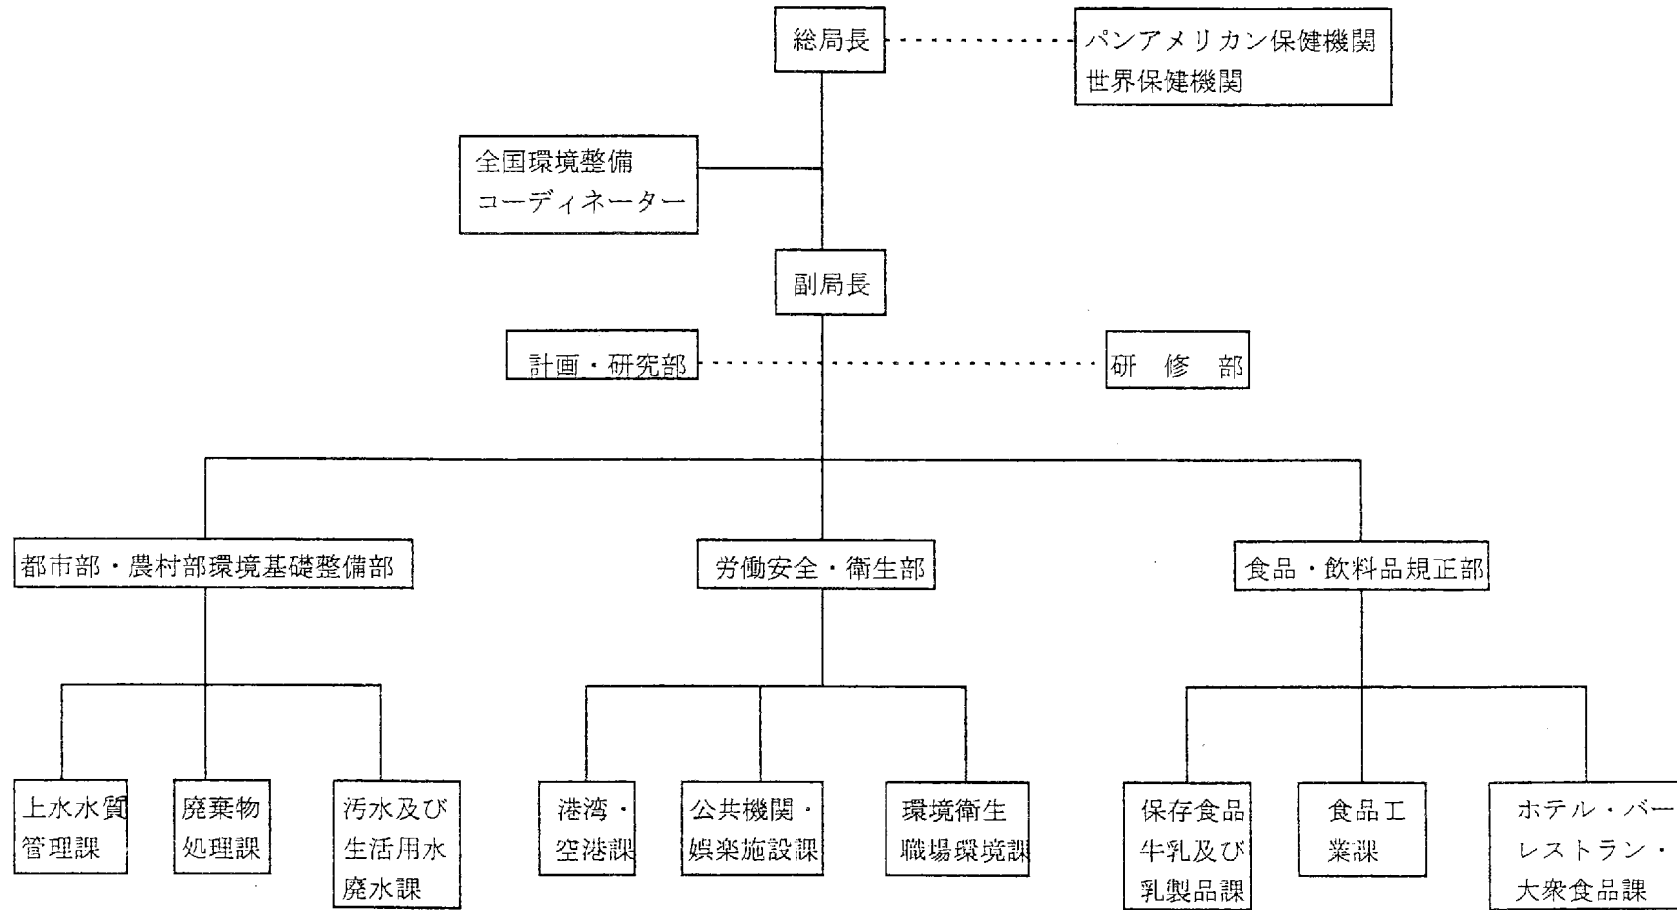 総局長
パンアメリカン保健機関
世界保健機関
全国環境整備
コーディネーター
副局長
計画・研究部
研 修 部
都市部・農村部環境基礎整備部
労働安全・衛生部
食品・飲料品規正部
上水水質
管理課
廃棄物
処理課
汚水及び
生活用水
廃水課
港湾・
空港課
公共機関・
娯楽施設課
環境衛生
職場環境課
保存食品
牛乳及び
乳製品課
食品工
業課
ホテル・バー
レストラン・
大衆食品課